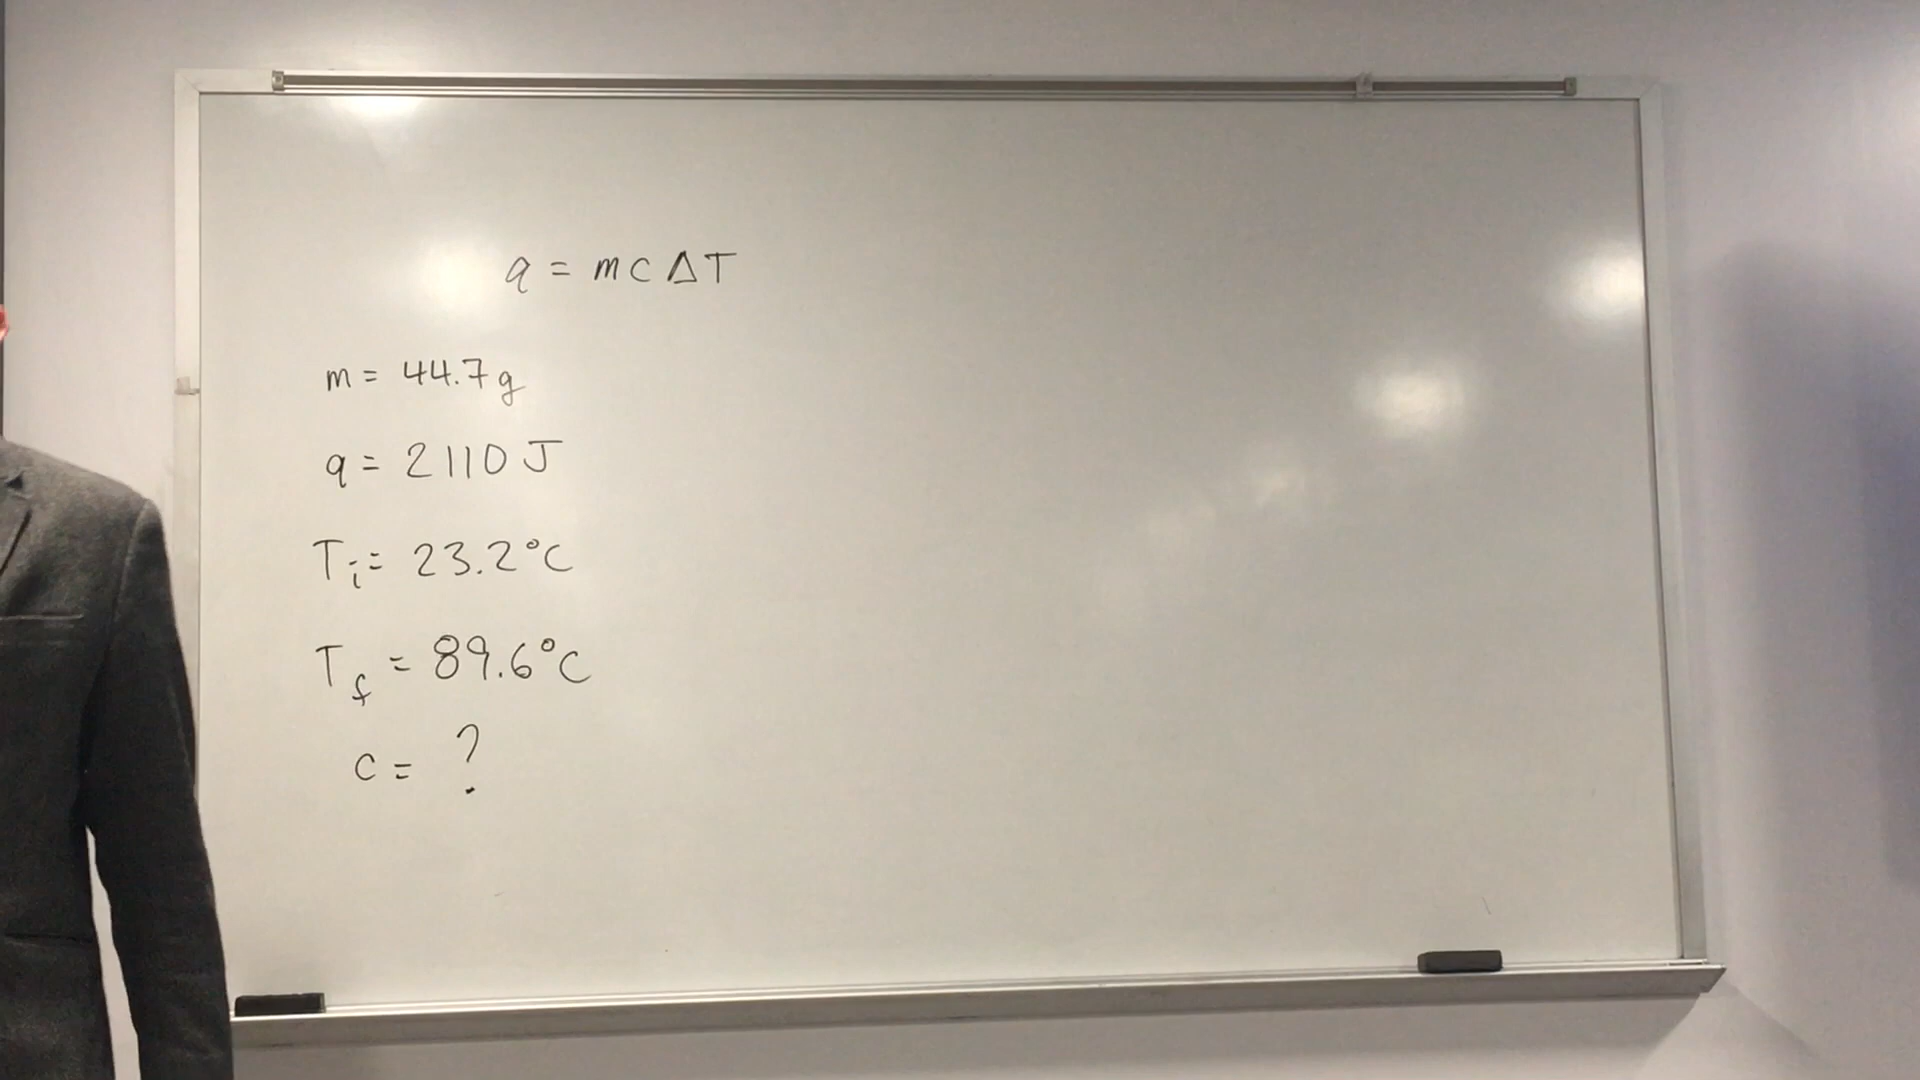 q = mcΔT
m = 44.7g
q = 2110 J
Ti = 23.2°C
Tf = 89.6°C
c = ?